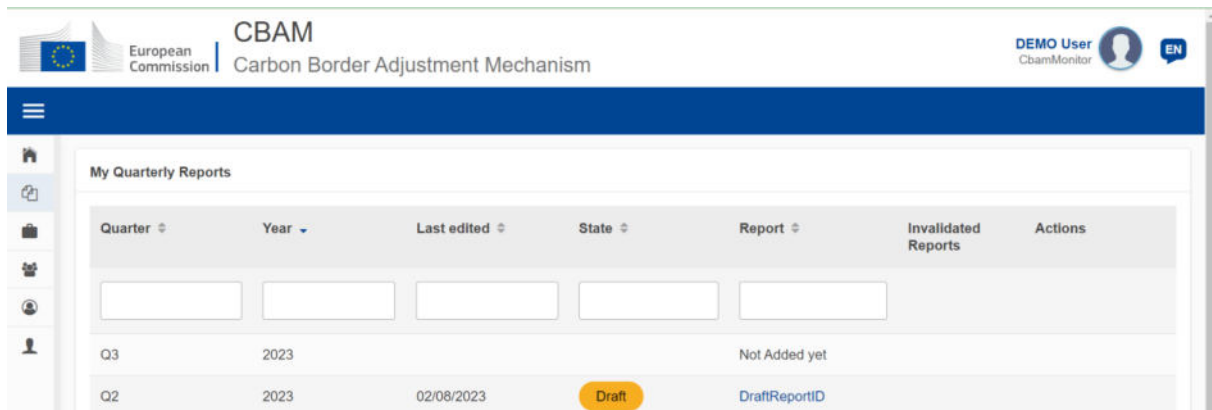 European
Commission
CBAM
Carbon Border Adjustment Mechanism
DEMO User
CbamMonitor
EN
My Quarterly Reports
Quarter Year Last edited State Report Invalidated Reports Actions
Q3 2023 Not Added yet
Q2 2023 02/08/2023 Draft DraftReportID